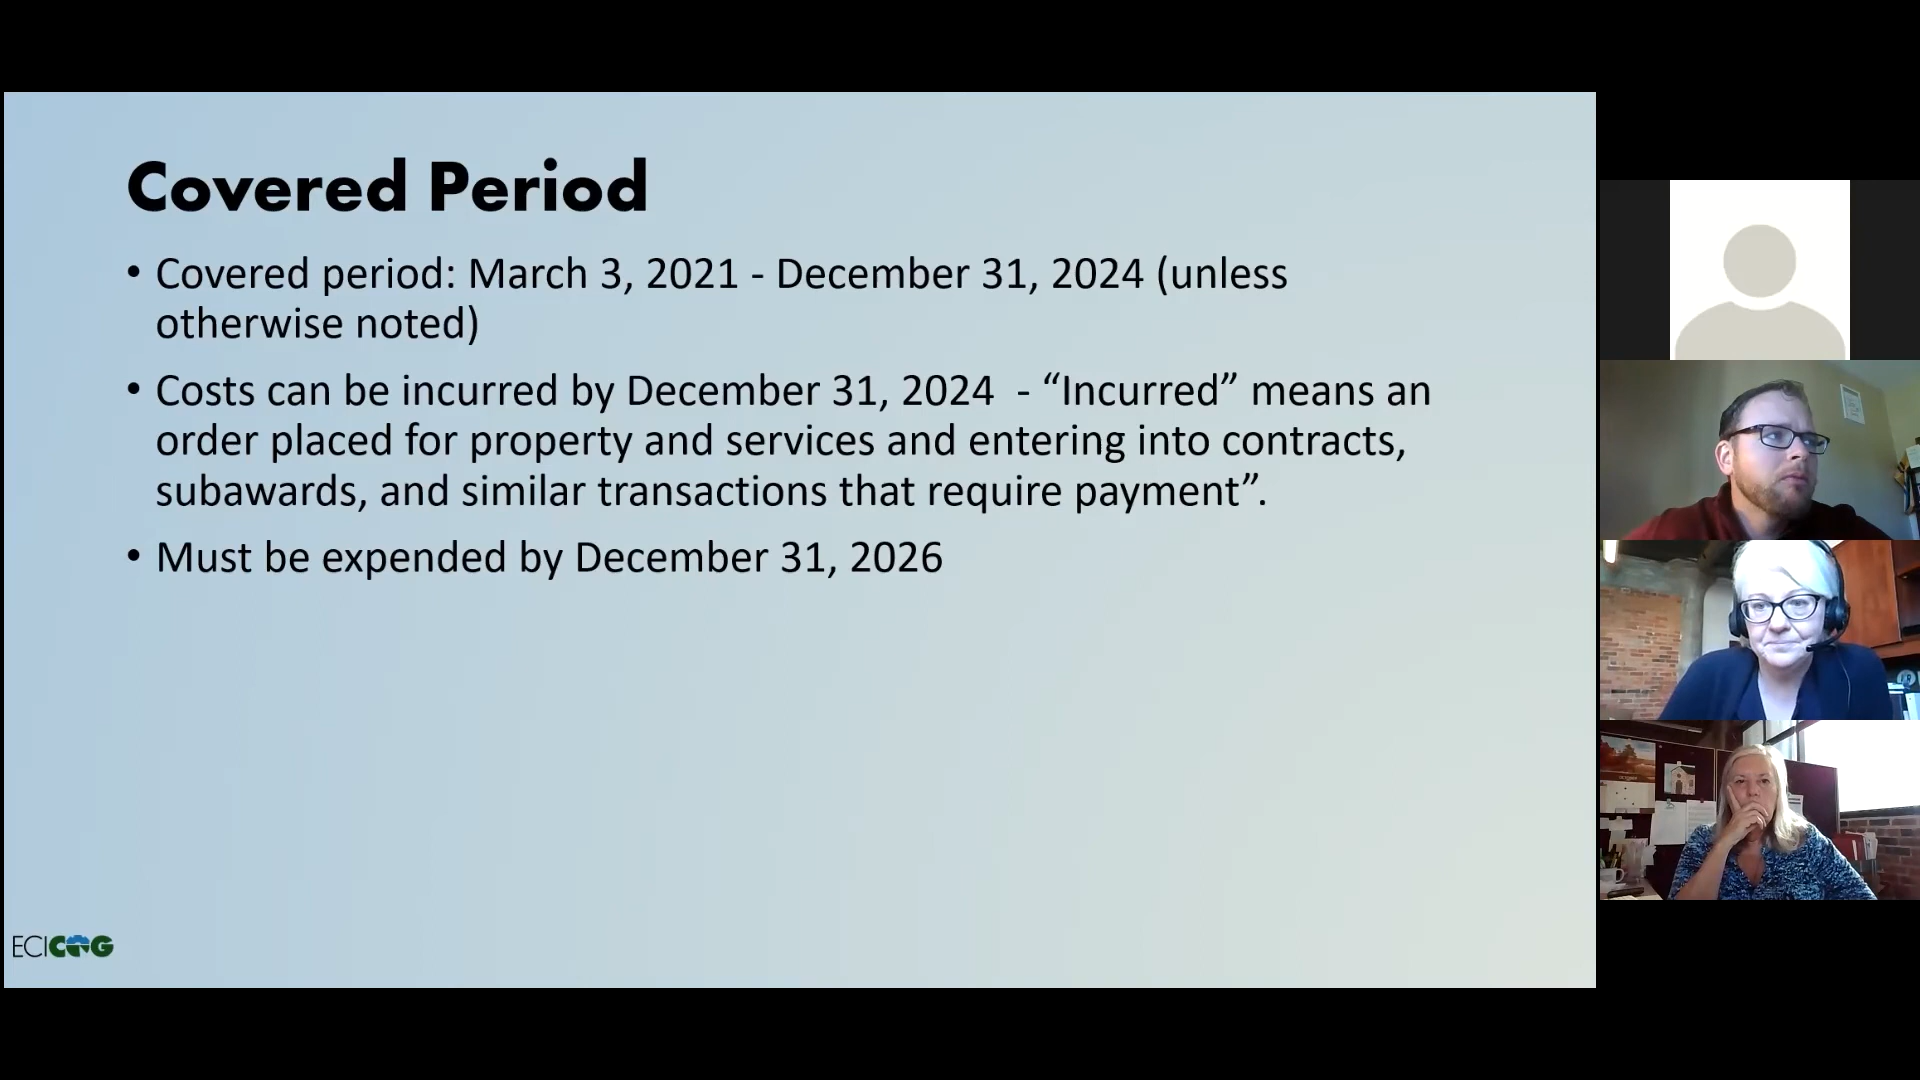 Covered Period
• Covered period: March 3, 2021 - December 31, 2024 (unless
otherwise noted)
• Costs can be incurred by December 31, 2024  - “Incurred” means an
order placed for property and services and entering into contracts,
subawards, and similar transactions that require payment”.
• Must be expended by December 31, 2026
ECICOG